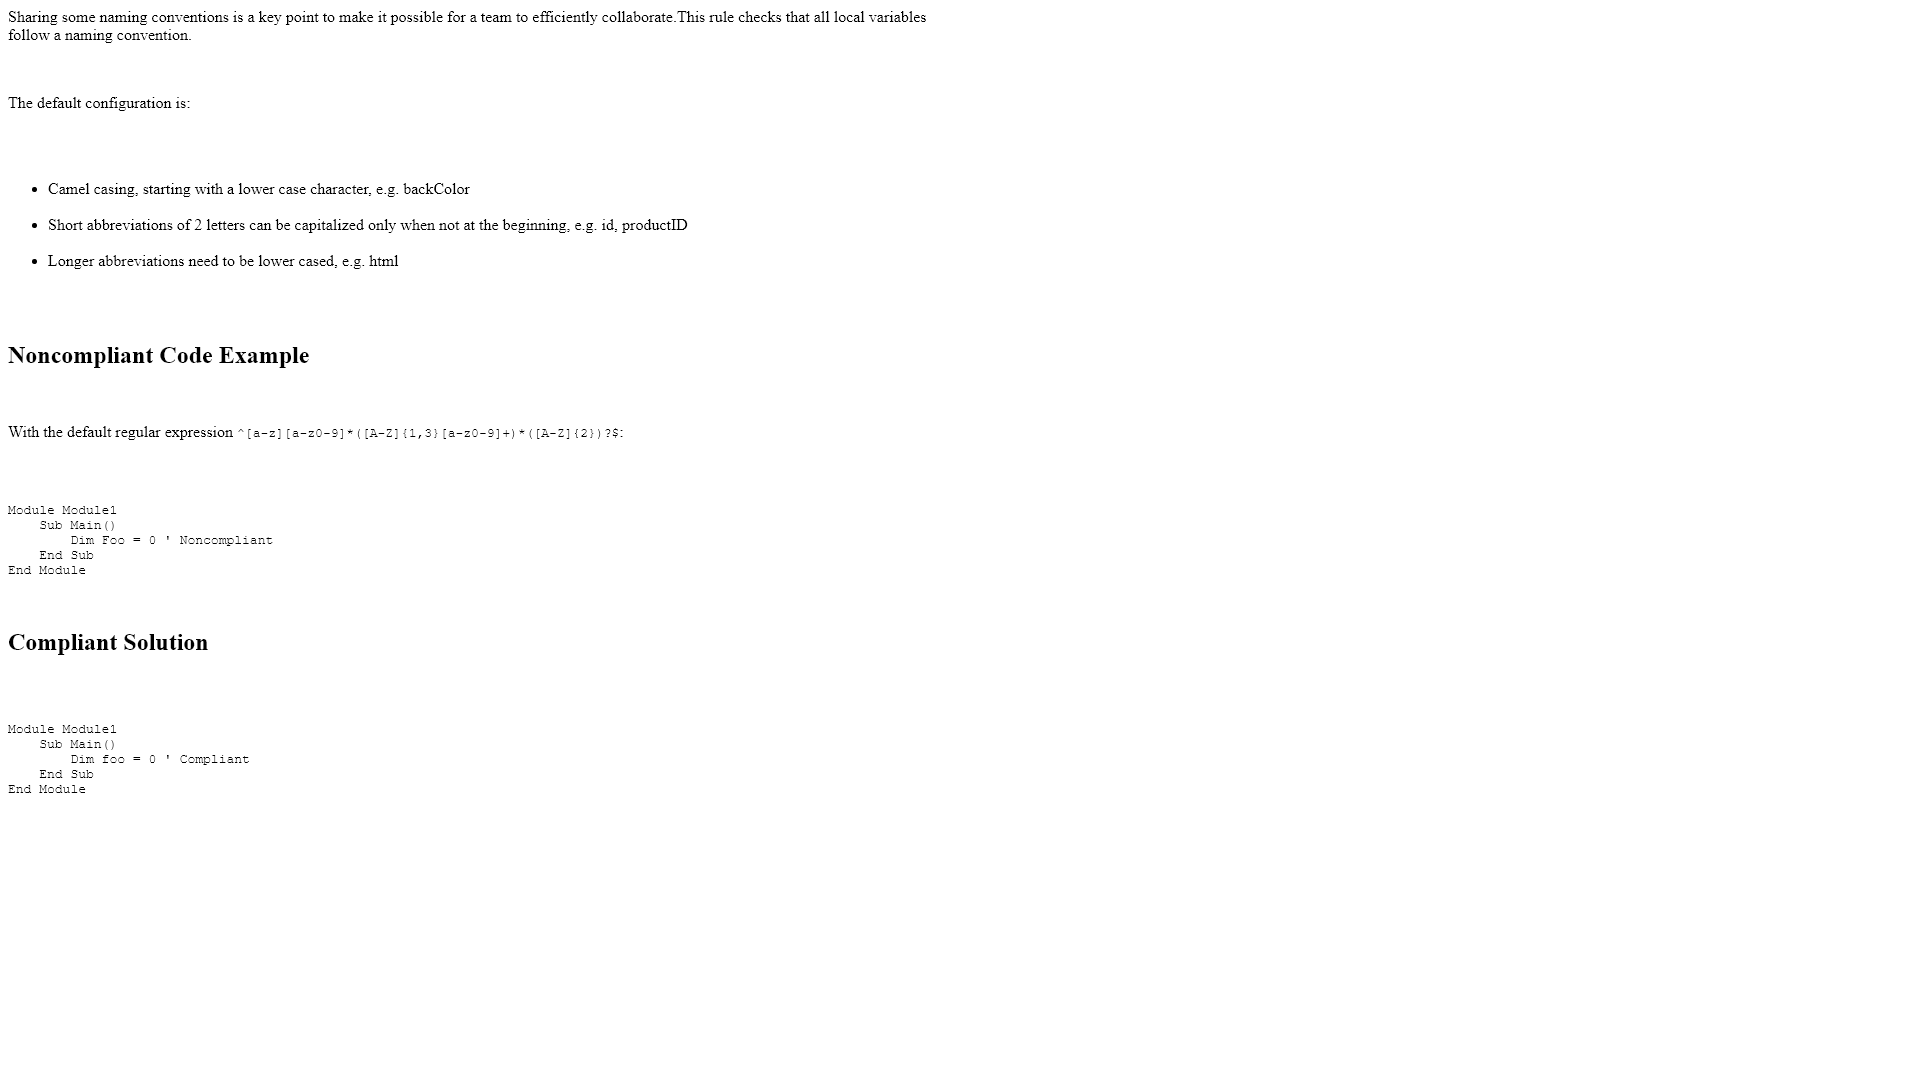 Sharing some naming conventions is a key point to make it possible for a team to efficiently collaborate.This rule checks that all local variables
follow a naming convention.
The default configuration is:
• Camel casing, starting with a lower case character, e.g. backColor
• Short abbreviations of 2 letters can be capitalized only when not at the beginning, e.g. id, productID
• Longer abbreviations need to be lower cased, e.g. html
Noncompliant Code Example
With the default regular expression ^[a-z][a-z0-9]*([A-Z]{1,3}[a-z0-9]+)*([A-Z]{2})?$:
Module Module1
    Sub Main()
        Dim Foo = 0 ' Noncompliant
    End Sub
End Module
Compliant Solution
Module Module1
    Sub Main()
        Dim foo = 0 ' Compliant
    End Sub
End Module